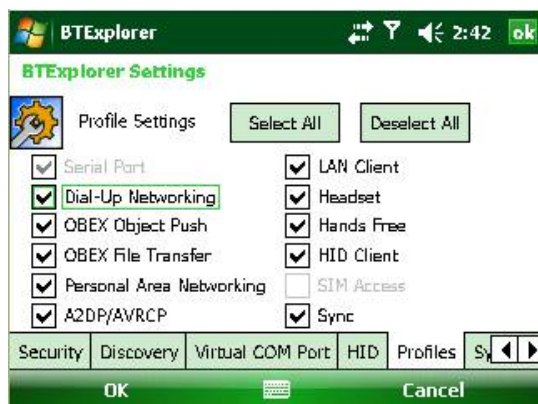 BTExplorer 2:42 ok
BTExplorer Settings
Profile Settings Select All Deselect All
Serial Port LAN Client
Dial-Up Networking Headset
OBEX Object Push Hands Free
OBEX File Transfer HID Client
Personal Area Networking SIM Access
A2DP/AVRCP Sync
Security Discovery Virtual COM Port HID Profiles Sy
OK Cancel